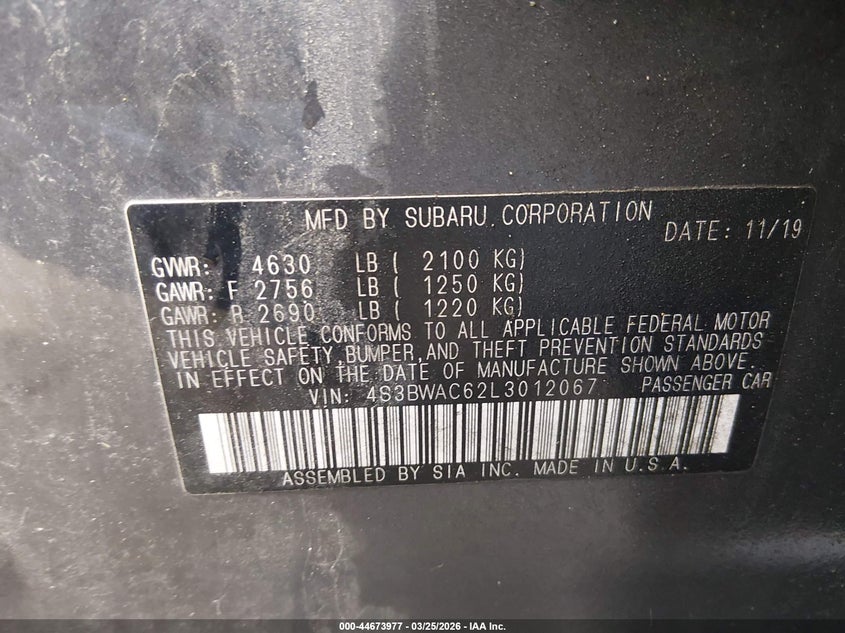 MFD BY SUBARU CORPORATION
DATE: 11/19
GVWR: 4630 LB ( 2100 KG)
GAWR: F 2756 LB ( 1250 KG)
GAWR: R 2690 LB ( 1220 KG)
THIS VEHICLE CONFORMS TO ALL APPLICABLE FEDERAL MOTOR
VEHICLE SAFETY,BUMPER,AND THEFT PREVENTION STANDARDS
IN EFFECT ON THE DATE OF MANUFACTURE SHOWN ABOVE.
VIN: 4S3BWAC62L3012067 PASSENGER CAR
ASSEMBLED BY SIA INC. MADE IN U.S.A.
000-44673977 — 03/25/2026 — IAA Inc.